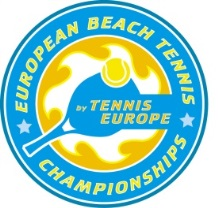 EUROPEAN BEACH TENNIS
by TENNIS
EUROPE
CHAMPIONSHIPS